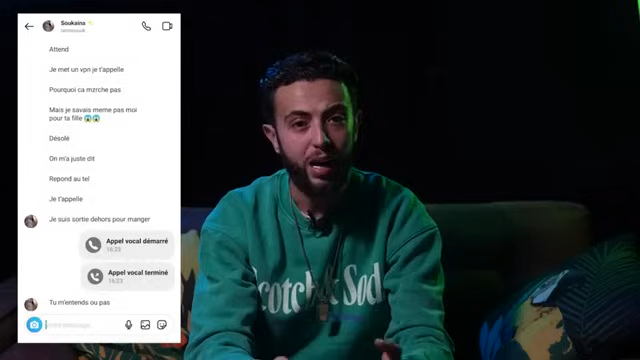 Soukaina
Attend
Je met un vpn je t'appelle
Pourquoi ca mzrche pas
Mais je savais meme pas moi
pour ta fille 😱😱
Désolé
On m'a juste dit
Repond au tel
Je t'appelle
Je suis sortie dehors pour manger
Appel vocal démarré
16:23
Appel vocal terminé
16:23
Tu m'entends ou pas
Scotch & Sod